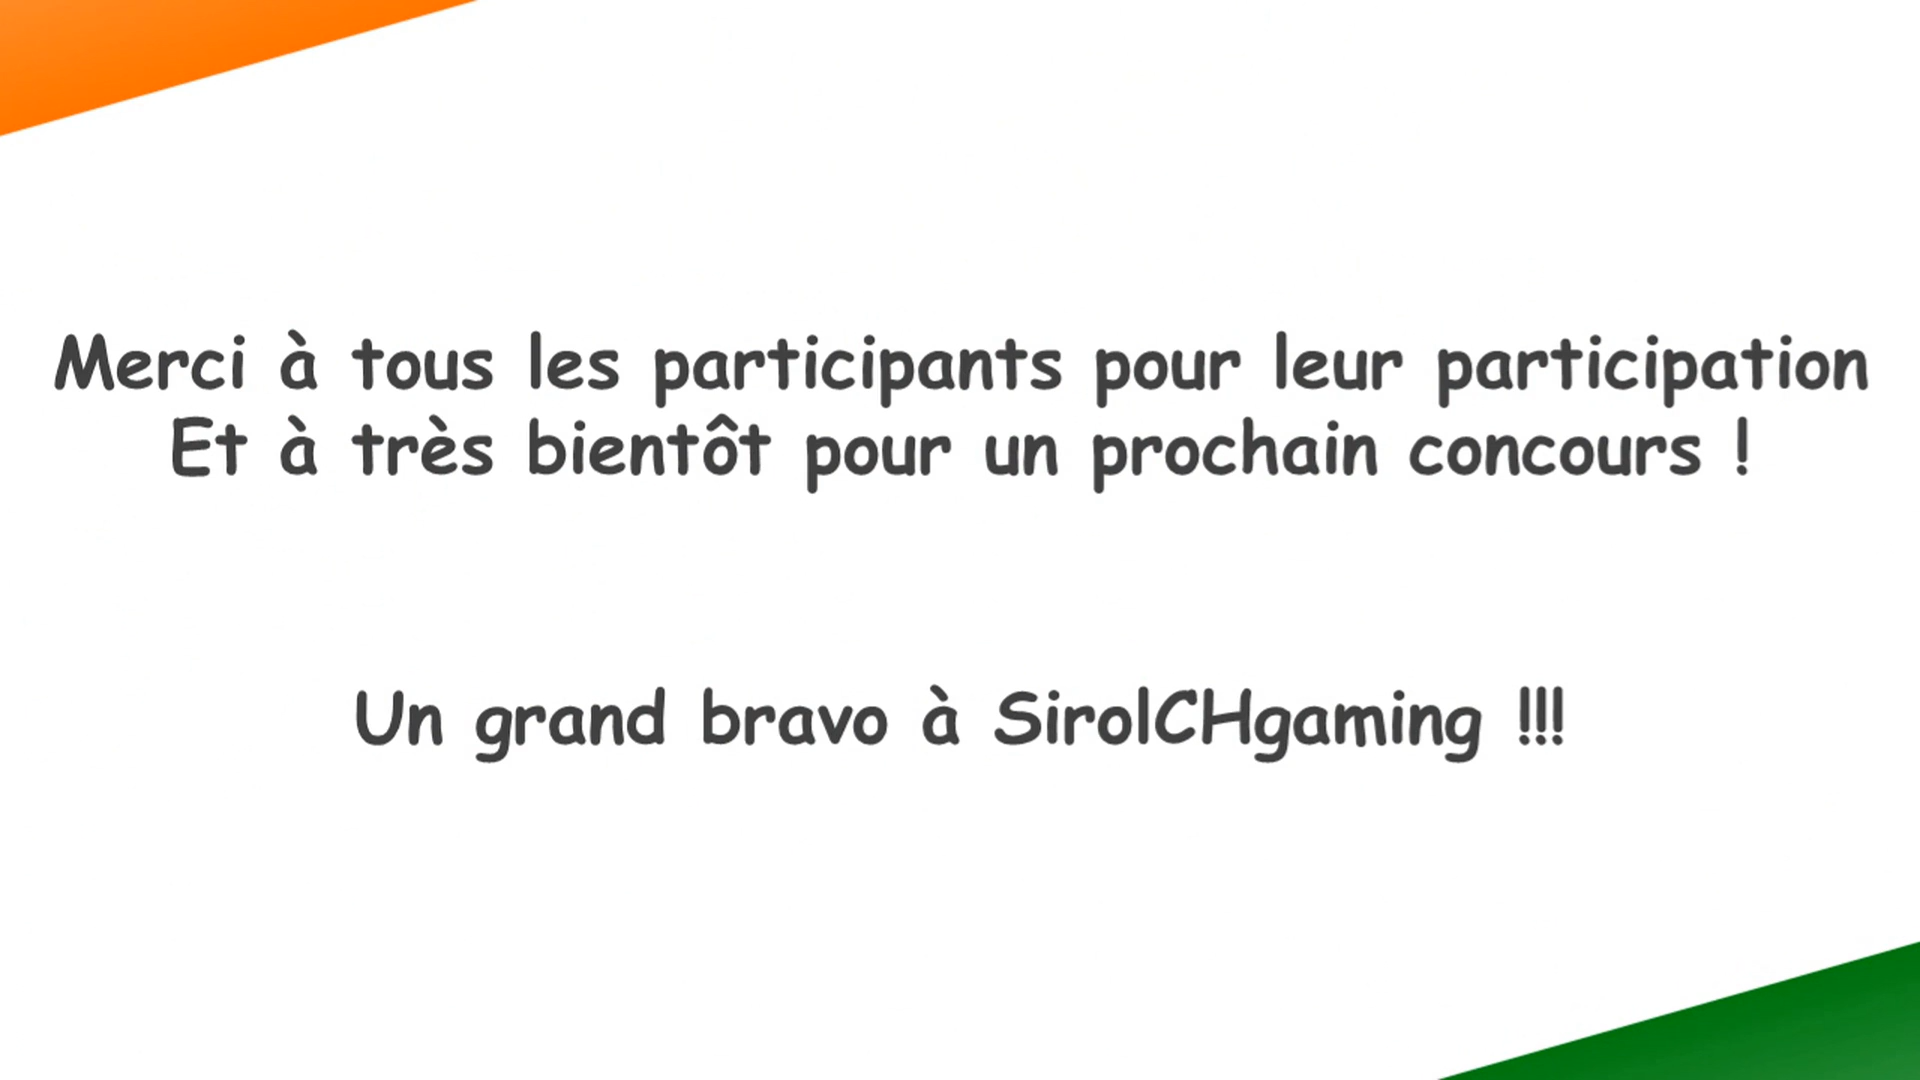 Merci à tous les participants pour leur participation
Et à très bientôt pour un prochain concours !
Un grand bravo à SirolCHgaming !!!